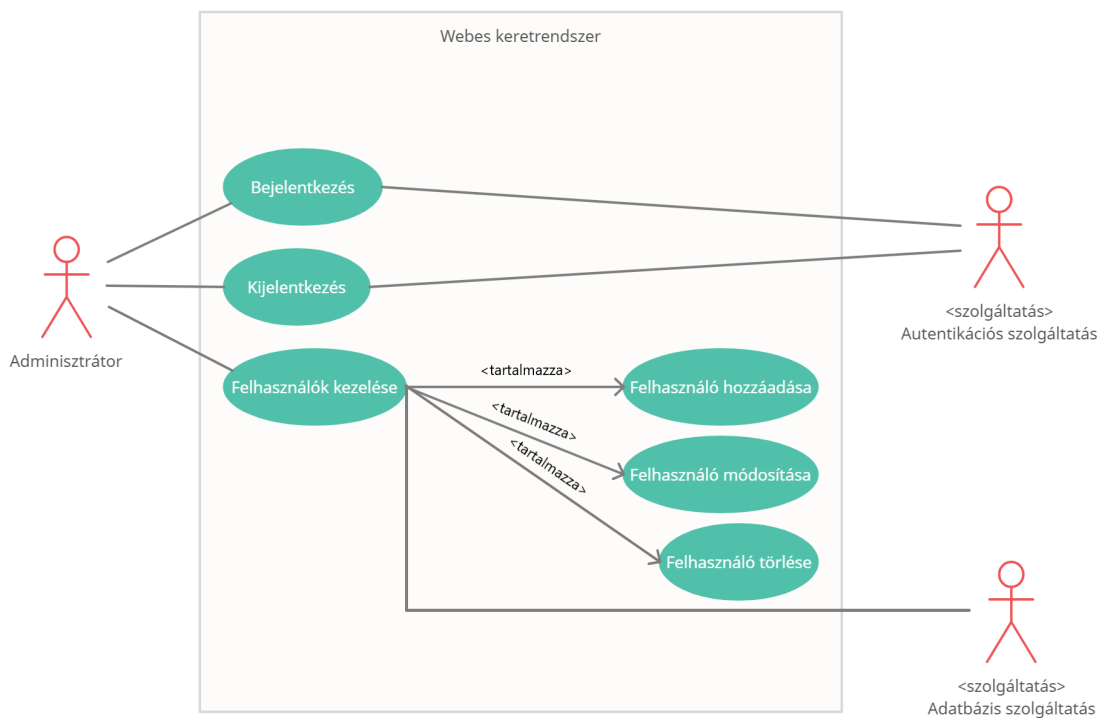 Webes keretrendszer
Bejelentkezés
Kijelentkezés
<szolgáltatás>
Autentikációs szolgáltatás
Adminisztrátor
Felhasználók kezelése
<tartalmazza>
Felhasználó hozzáadása
<tartalmazza>
Felhasználó módosítása
<tartalmazza>
Felhasználó törlése
<szolgáltatás>
Adatbázis szolgáltatás